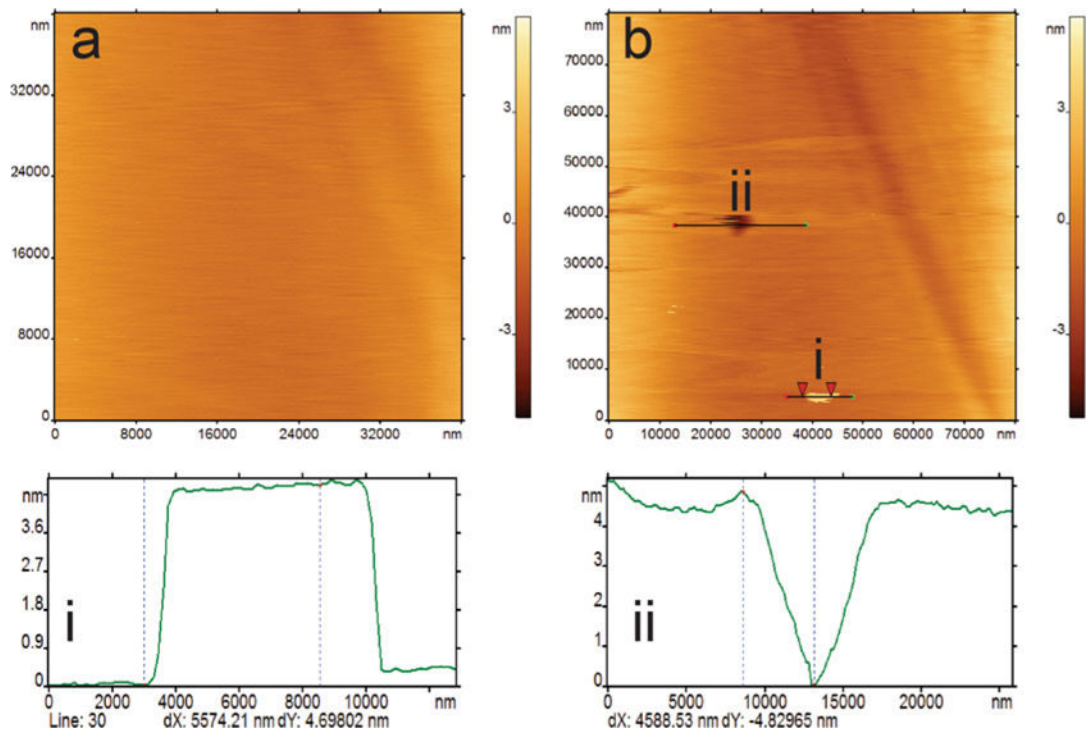 a
nm
32000
24000
16000
8000
0
0 8000 16000 24000 32000 nm
nm
3
0
-3
b
nm
70000
60000
50000
40000
30000
20000
10000
0
0 10000 20000 30000 40000 50000 60000 70000 nm
ii
i
nm
3
0
-3
nm
3.6
2.7
1.8
0.9
0
i
0 2000 4000 6000 8000 10000 nm
Line: 30 dX: 5574.21 nm dY: 4.69802 nm
nm
4
3
2
1
0
ii
0 5000 10000 15000 20000 nm
dX: 4588.53 nm dY: -4.82965 nm